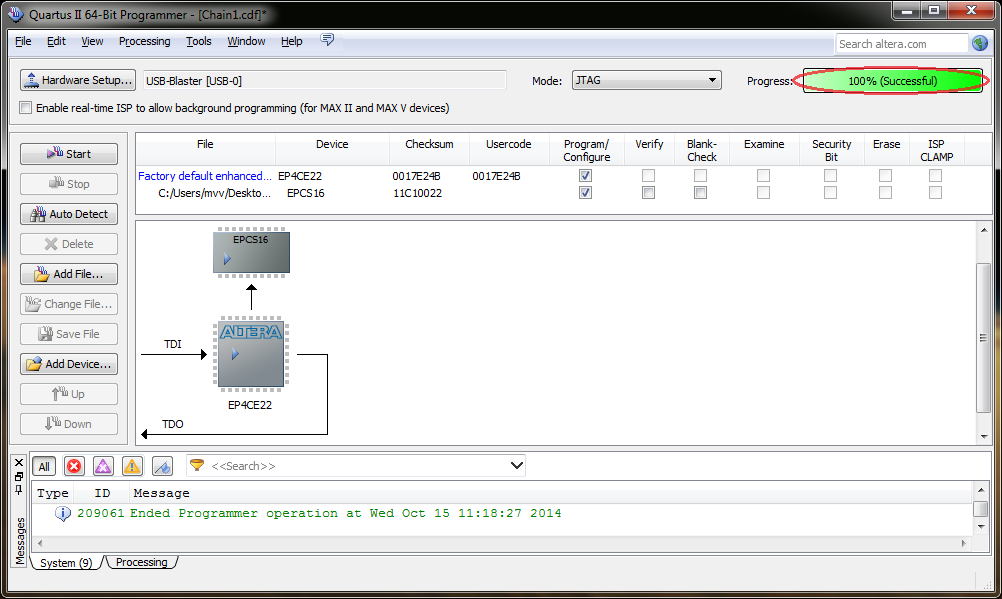 Quartus II 64-Bit Programmer - [Chain1.cdf]*
File Edit View Processing Tools Window Help
Search altera.com
Hardware Setup... USB-Blaster [USB-0] Mode: JTAG Progress: 100% (Successful)
Enable real-time ISP to allow background programming (for MAX II and MAX V devices)
Start
Stop
Auto Detect
Delete
Add File...
Change File...
Save File
Add Device...
Up
Down
File Device Checksum Usercode Program/ Verify Blank- Examine Security Erase ISP
Configure Check Bit CLAMP
Factory default enhanced... EP4CE22 0017E24B 0017E24B
C:/Users/mvv/Deskto... EPCS16 11C10022
EPCS16
ALTERA
TDI
EP4CE22
TDO
All <<Search>>
Type ID Message
209061 Ended Programmer operation at Wed Oct 15 11:18:27 2014
Messages
System (9) Processing